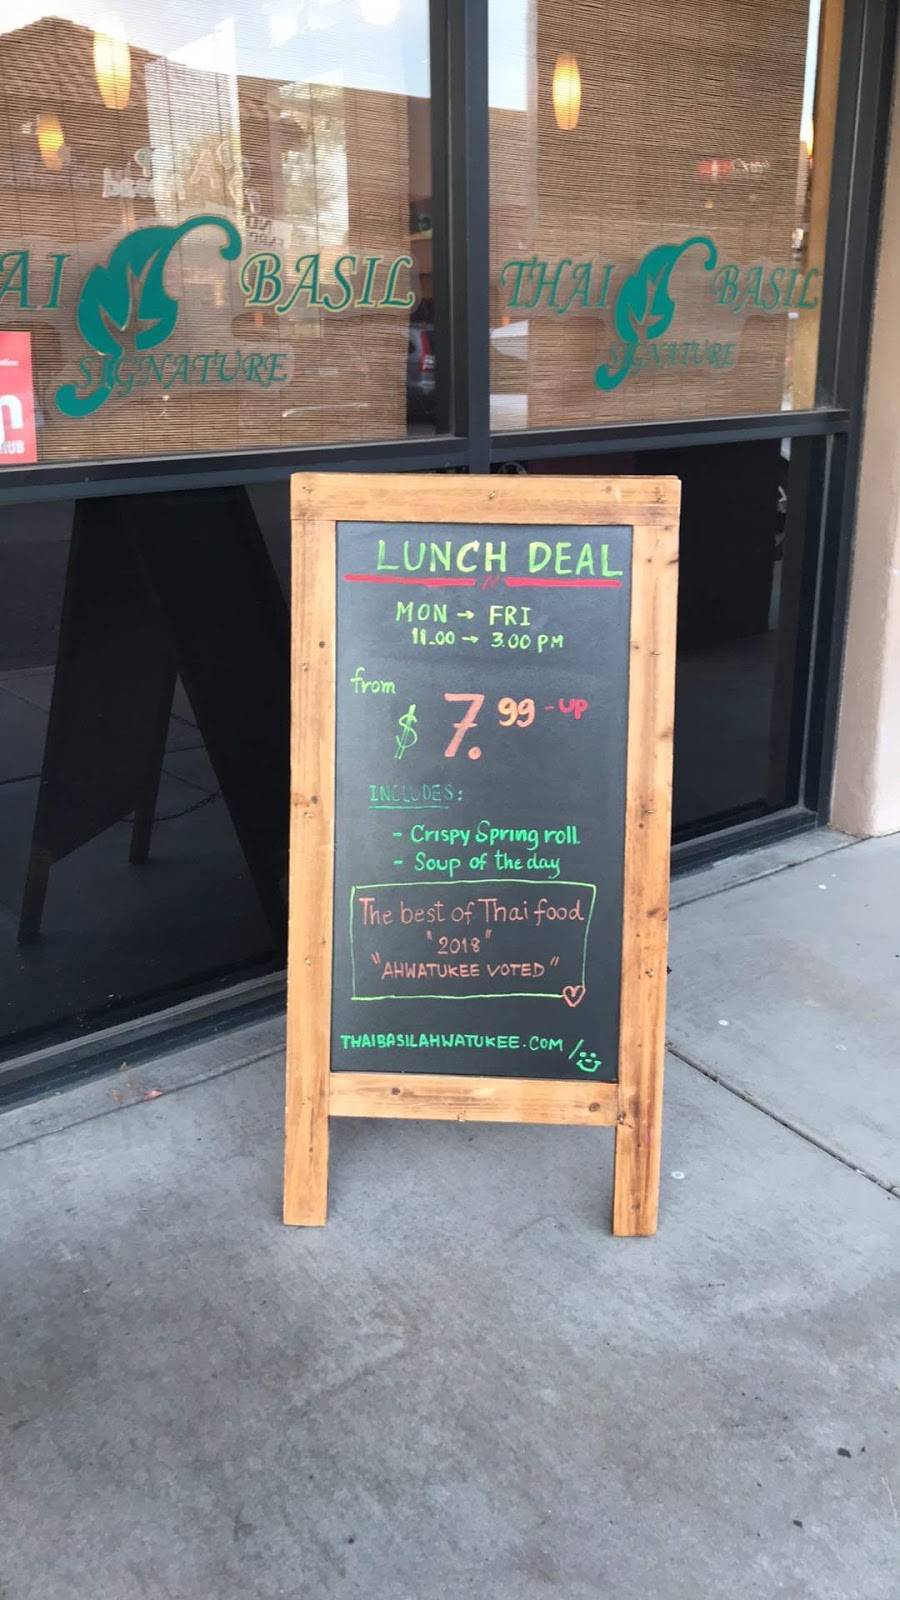 AI BASIL
SIGNATURE
THAI BASIL
SIGNATURE
n
HUB
LUNCH DEAL
MON → FRI
11.00 → 3.00 PM
from
$ 7.99 - UP
INCLUDES:
- Crispy Spring roll
- Soup of the day
The best of Thai food
"2018"
"AHWATUKEE VOTED"
THAIBASILAHWATUKEE.COM